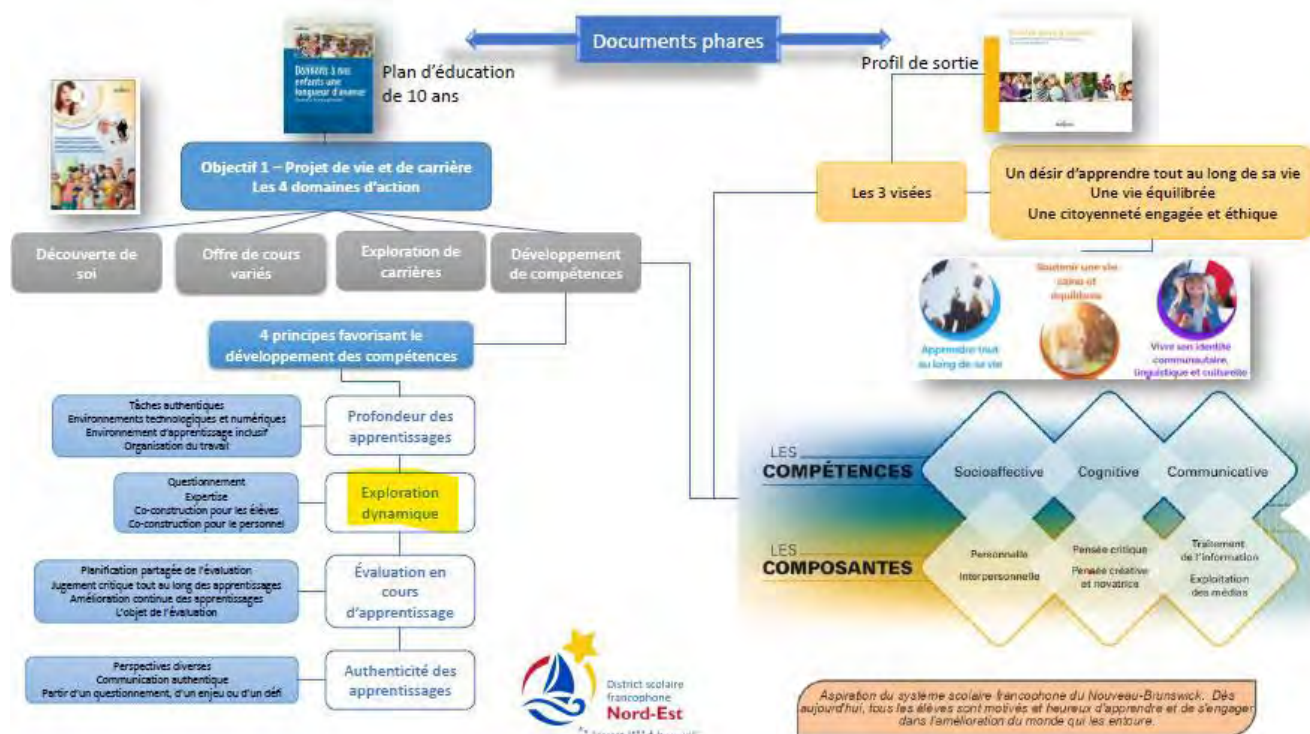 Documents phares
Donnons à nos
enfants une
longueur d'avance
Plan d'éducation
de 10 ans
Profil de sortie
Objectif 1 – Projet de vie et de carrière
Les 4 domaines d'action
Découverte de
soi
Offre de cours
variés
Exploration de
carrières
Développement
de compétences
Les 3 visées
Un désir d'apprendre tout au long de sa vie
Une vie équilibrée
Une citoyenneté engagée et éthique
Apprendre tout
au long de sa vie
Soutenir une vie
saine et
équilibrée
Vivre son identité
communautaire,
linguistique et culturelle
4 principes favorisant le
développement des compétences
Tâches authentiques
Environnements technologiques et numériques
Environnement d'apprentissage inclusif
Organisation du travail
Profondeur des
apprentissages
Questionnement
Expertise
Co-construction pour les élèves
Co-construction pour le personnel
Exploration
dynamique
Planification partagée de l'évaluation
Jugement critique tout au long des apprentissages
Amélioration continue des apprentissages
L'objet de l'évaluation
Évaluation en
cours
d'apprentissage
Perspectives diverses
Communication authentique
Partir d'un questionnement, d'un enjeu ou d'un défi
Authenticité des
apprentissages
LES
COMPÉTENCES
Socioaffective
Cognitive
Communicative
LES
COMPOSANTES
Personnelle
Interpersonnelle
Pensée critique
Pensée créative
et novatrice
Traitement
de l'information
Exploitation
des médias
District scolaire
francophone
Nord-Est
Aspiration du système scolaire francophone du Nouveau-Brunswick. Dès
aujourd'hui, tous les élèves sont motivés et heureux d'apprendre et de s'engager
dans l'amélioration du monde qui les entoure.